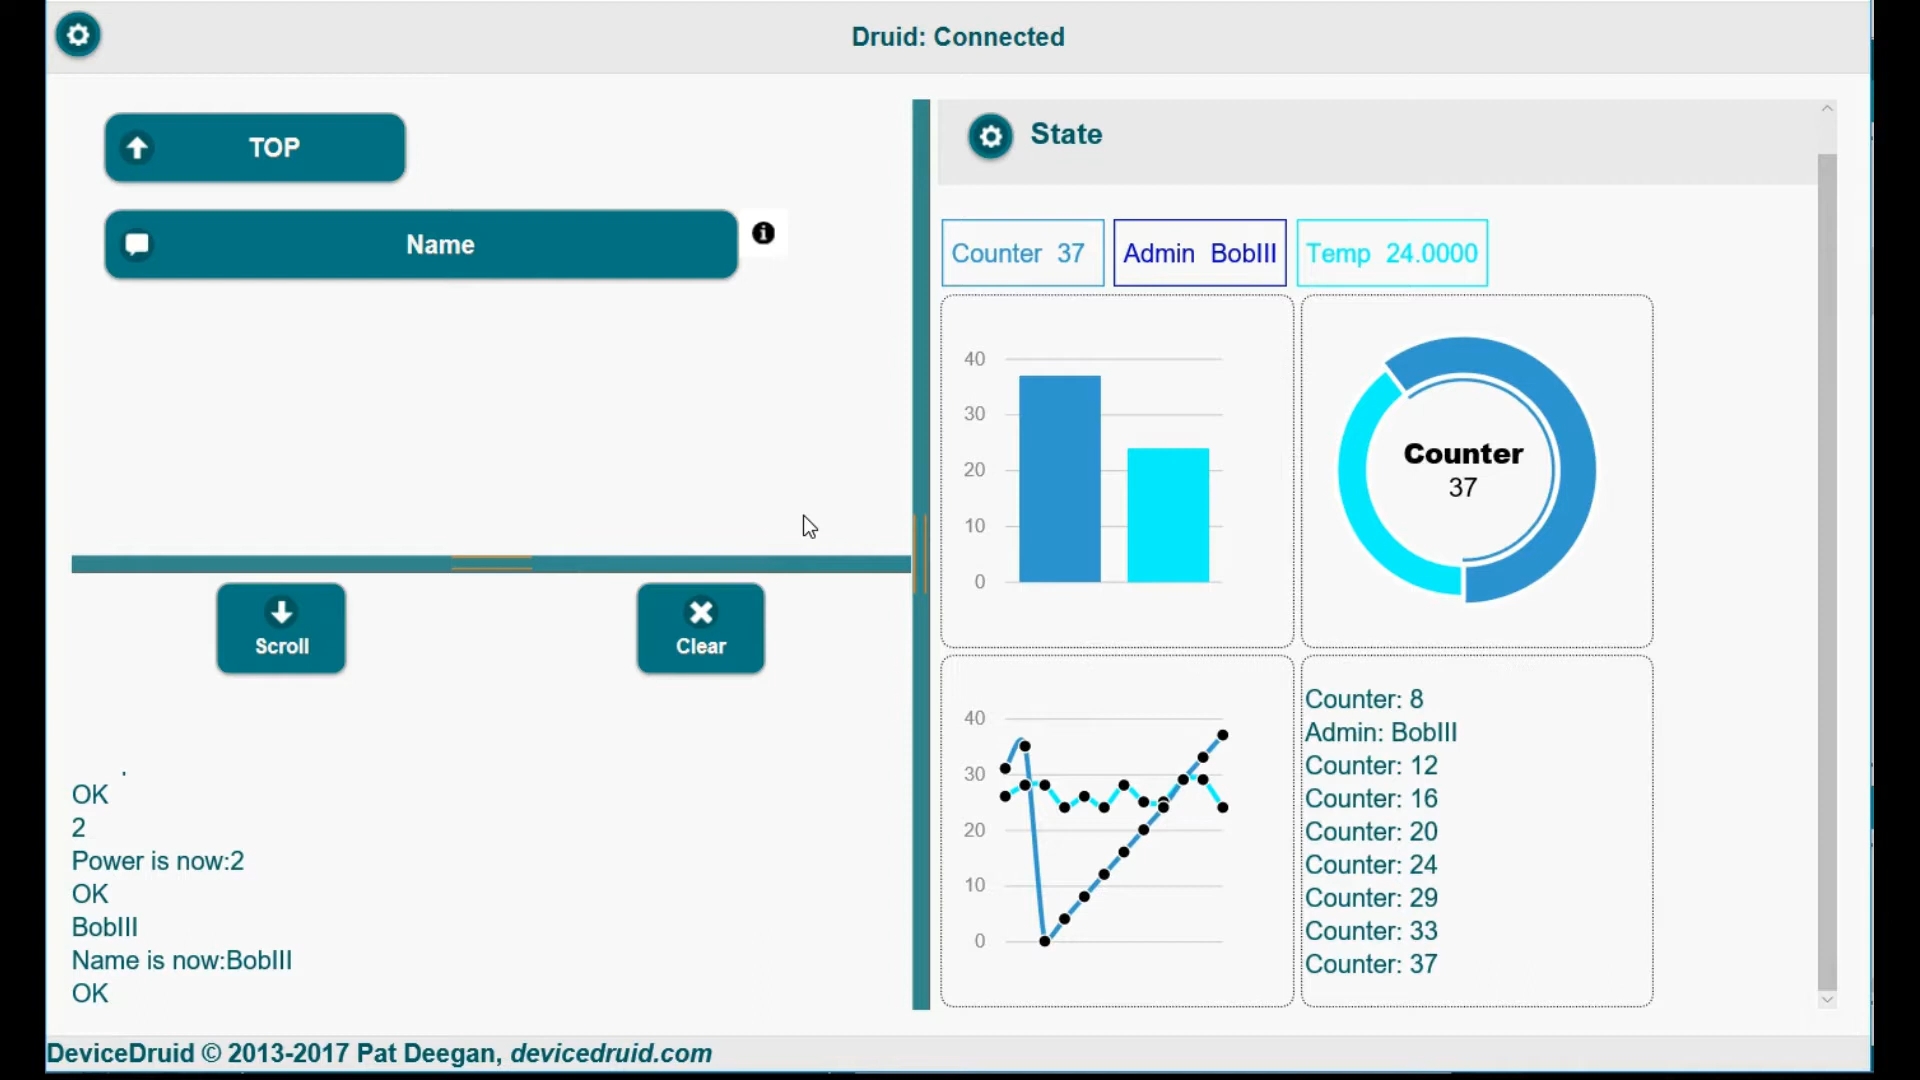 Druid: Connected
TOP
Name
Scroll
Clear
OK
2
Power is now:2
OK
BobIII
Name is now:BobIII
OK
State
Counter 37
Admin BobIII
Temp 24.0000
40
30
20
10
0
Counter
37
40
30
20
10
0
Counter: 8
Admin: BobIII
Counter: 12
Counter: 16
Counter: 20
Counter: 24
Counter: 29
Counter: 33
Counter: 37
DeviceDruid © 2013-2017 Pat Deegan, devicedruid.com